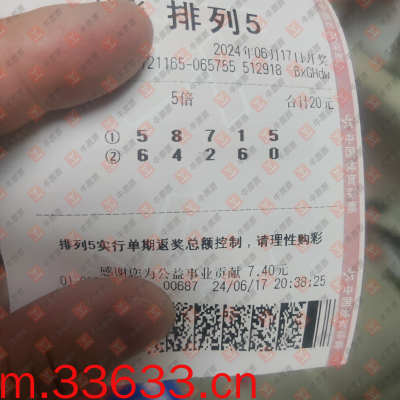 排列5
2024年06月17日开奖
21165-065755 512918 BxGHdw
5倍 合计20元
① 5 8 7 1 5
② 6 4 2 6 0
排列5实行单期返奖总额控制，请理性购彩
感谢您为公益事业贡献 7.40元
00687 24/06/17 20:38:25
m.33633.cn